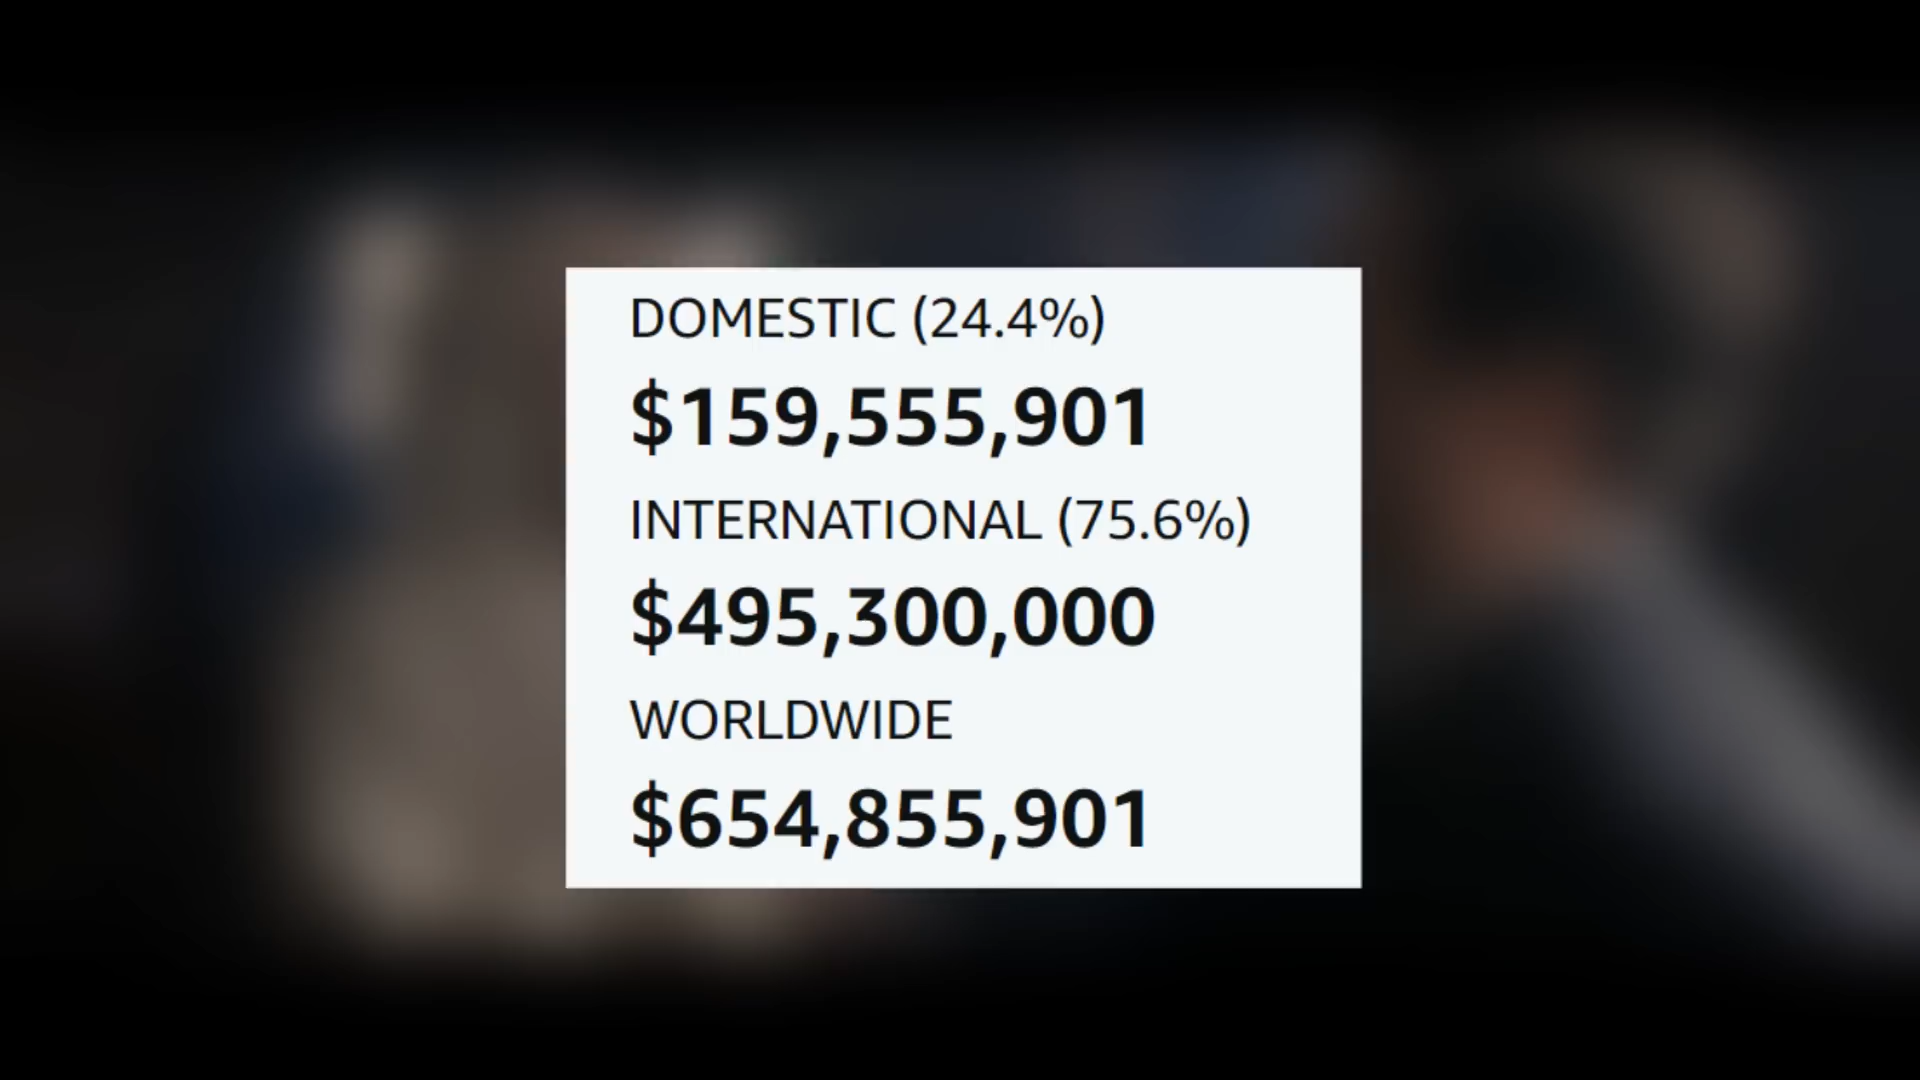 DOMESTIC (24.4%)
$159,555,901
INTERNATIONAL (75.6%)
$495,300,000
WORLDWIDE
$654,855,901